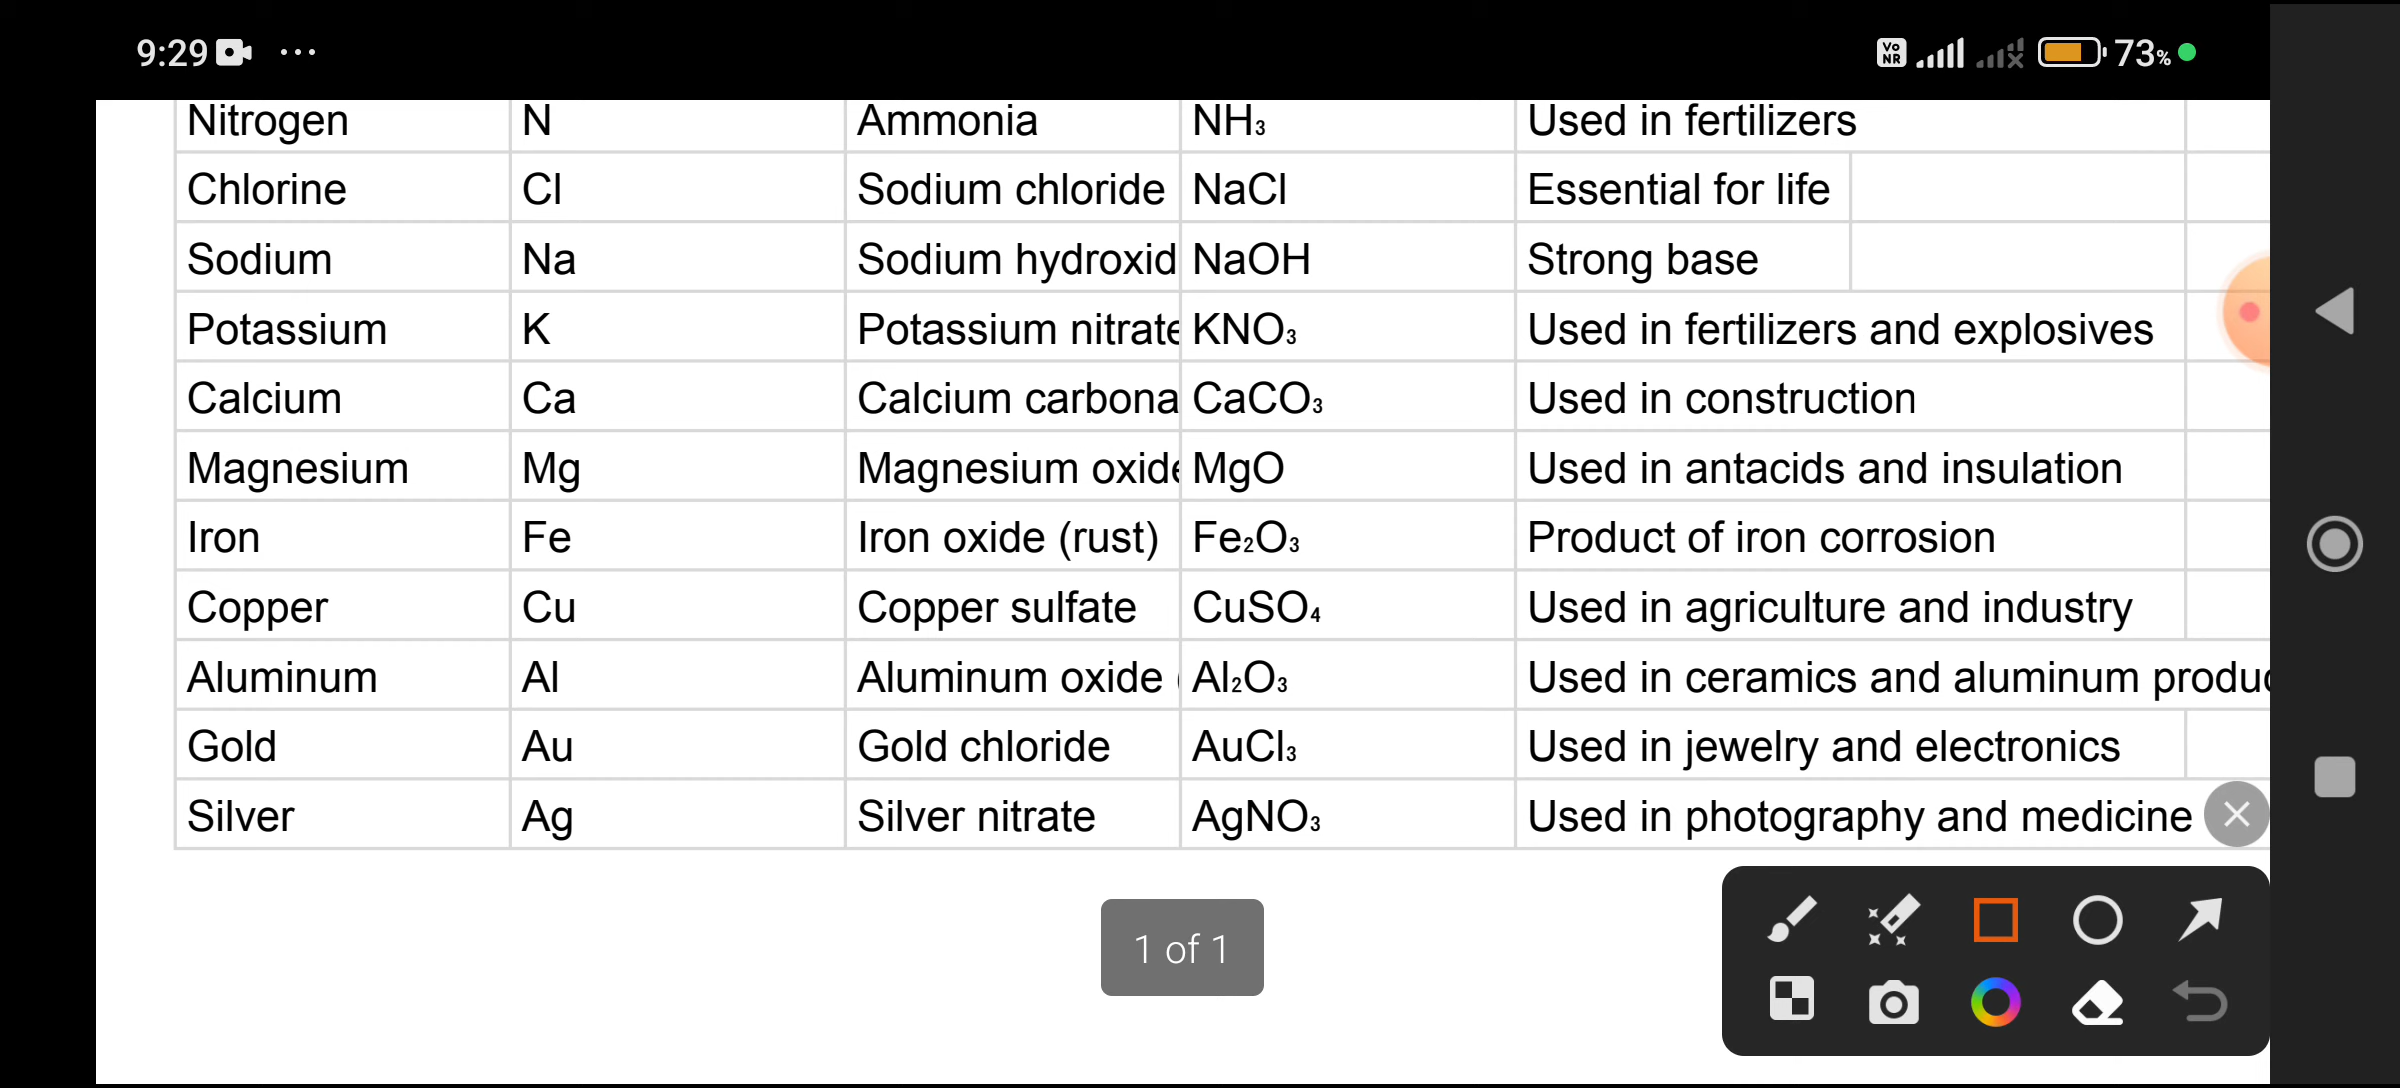 9:29 ... Vo NR 73%
Nitrogen N Ammonia NH₃ Used in fertilizers
Chlorine Cl Sodium chloride NaCl Essential for life
Sodium Na Sodium hydroxid NaOH Strong base
Potassium K Potassium nitrate KNO₃ Used in fertilizers and explosives
Calcium Ca Calcium carbona CaCO₃ Used in construction
Magnesium Mg Magnesium oxide MgO Used in antacids and insulation
Iron Fe Iron oxide (rust) Fe₂O₃ Product of iron corrosion
Copper Cu Copper sulfate CuSO₄ Used in agriculture and industry
Aluminum Al Aluminum oxide ( Al₂O₃ Used in ceramics and aluminum produc
Gold Au Gold chloride AuCl₃ Used in jewelry and electronics
Silver Ag Silver nitrate AgNO₃ Used in photography and medicine
1 of 1